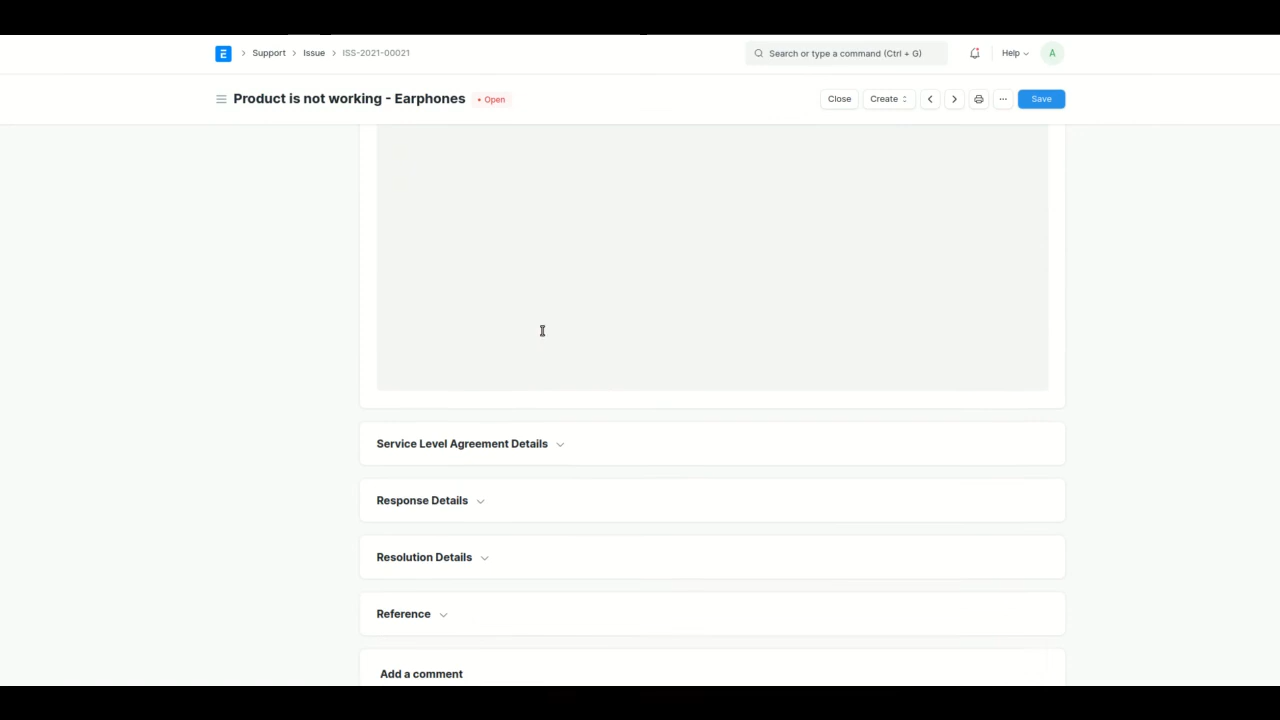 E
Support
Issue
ISS-2021-00021
Search or type a command (Ctrl + G)
Help
A
Product is not working - Earphones
• Open
Close
Create
···
Save
Service Level Agreement Details
Response Details
Resolution Details
Reference
Add a comment